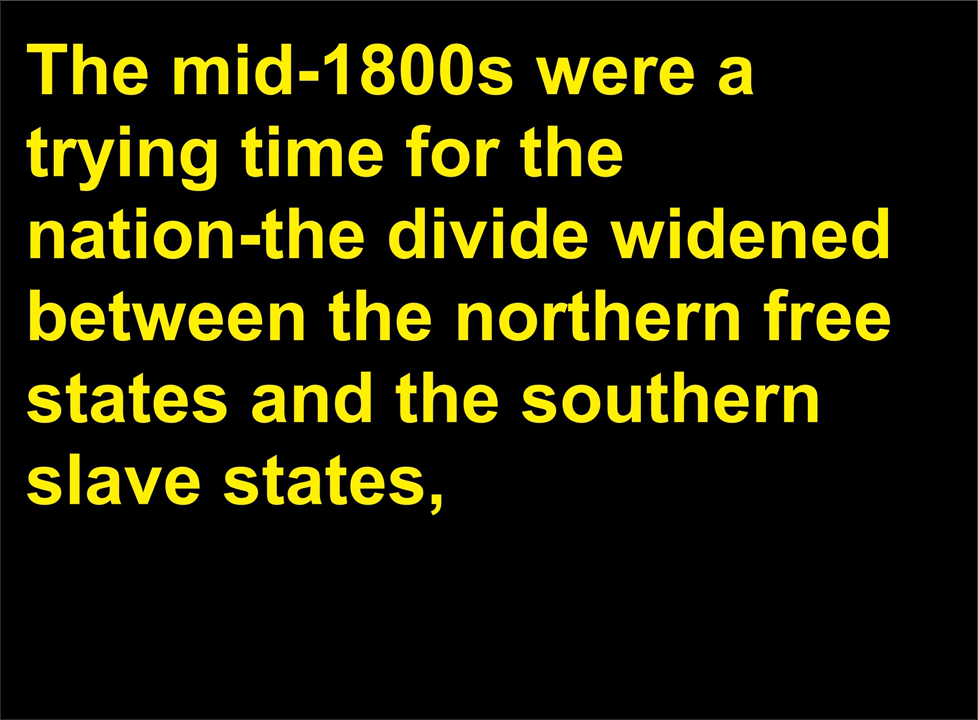 The mid-1800s were a
trying time for the
nation-the divide widened
between the northern free
states and the southern
slave states,